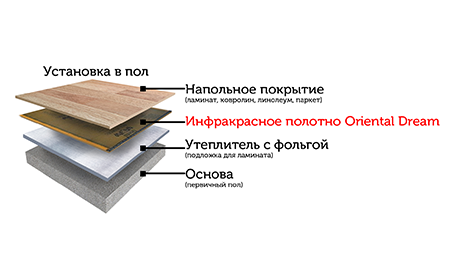 Установка в пол
Напольное покрытие
(ламинат, ковролин, линолеум, паркет)
Инфракрасное полотно Oriental Dream
Утеплитель с фольгой
(подложка для ламината)
Основа
(первичный пол)